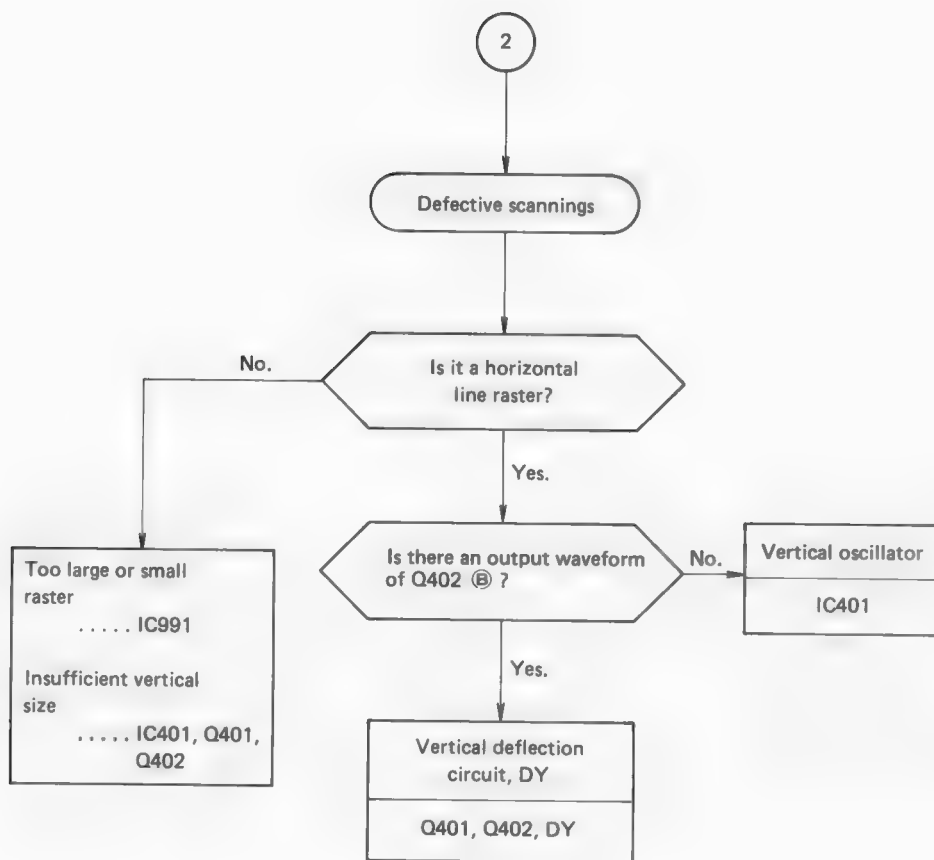 2
Defective scannings
Is it a horizontal
line raster?
No.
Yes.
Too large or small
raster
..... IC991
Insufficient vertical
size
..... IC401, Q401,
Q402
Is there an output waveform
of Q402 Ⓑ ?
No.
Vertical oscillator
IC401
Yes.
Vertical deflection
circuit, DY
Q401, Q402, DY